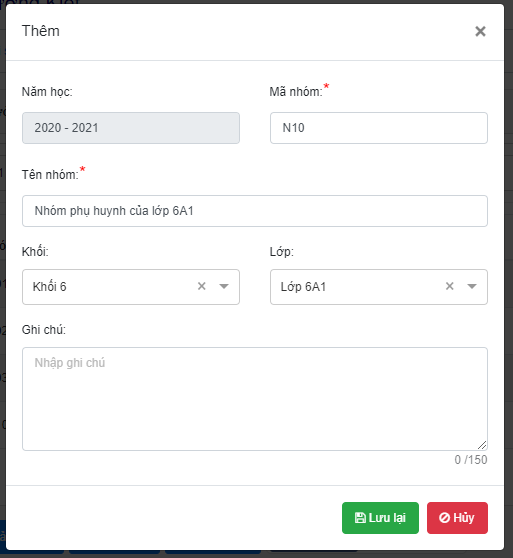 Thêm ×
Năm học: Mã nhóm:*
2020 - 2021 N10
Tên nhóm:*
Nhóm phụ huynh của lớp 6A1
Khối: Lớp:
Khối 6 × Lớp 6A1 ×
Ghi chú:
Nhập ghi chú
0 /150
Lưu lại Hủy